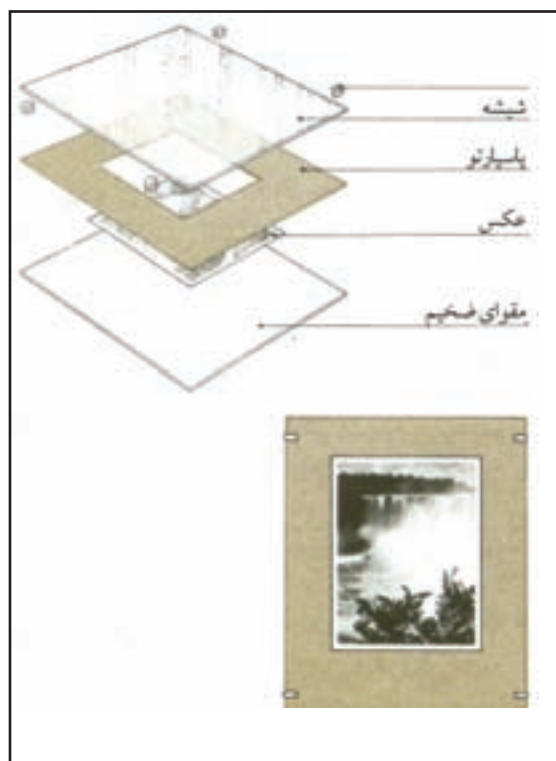 شیشه
پاسپارتو
عکس
مقوای ضخیم